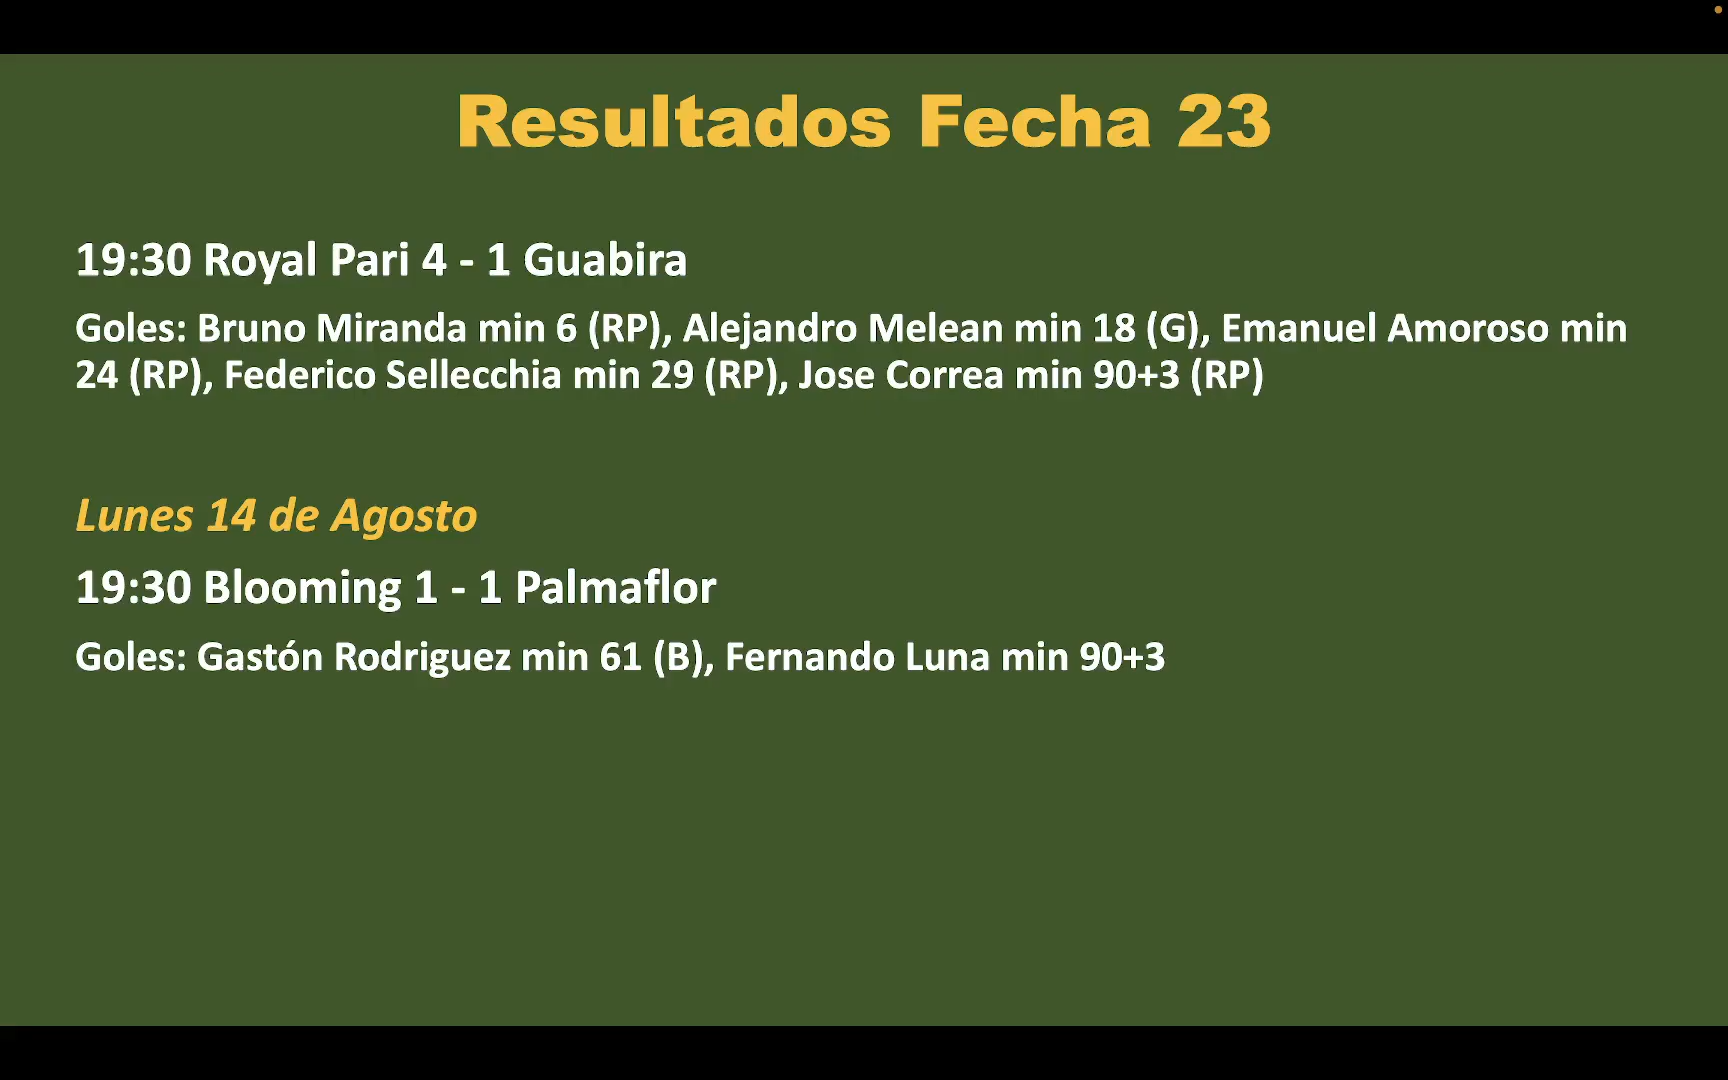 Resultados Fecha 23
19:30 Royal Pari 4 - 1 Guabira
Goles: Bruno Miranda min 6 (RP), Alejandro Melean min 18 (G), Emanuel Amoroso min
24 (RP), Federico Sellecchia min 29 (RP), Jose Correa min 90+3 (RP)
Lunes 14 de Agosto
19:30 Blooming 1 - 1 Palmaflor
Goles: Gastón Rodriguez min 61 (B), Fernando Luna min 90+3